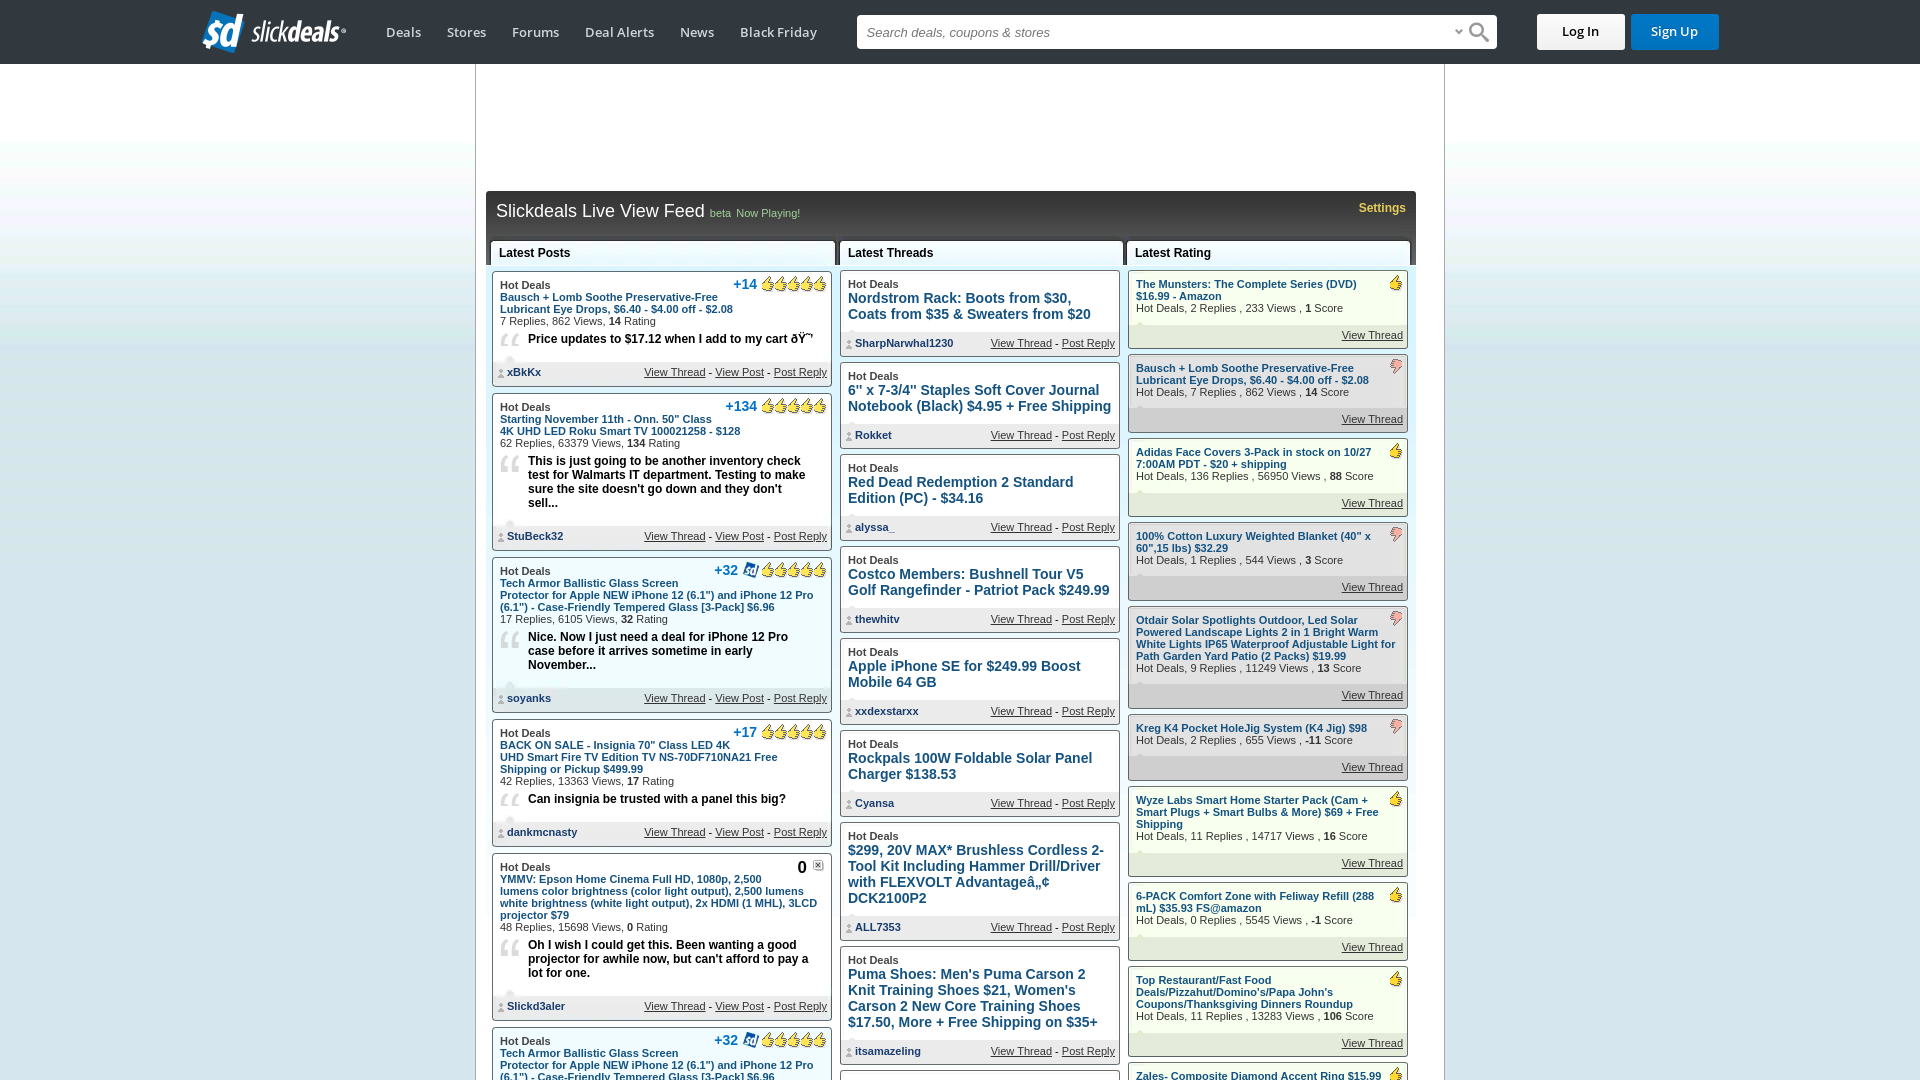 slickdeals
Deals
Stores
Forums
Deal Alerts
News
Black Friday
Search deals, coupons & stores
Log In
Sign Up
Slickdeals Live View Feed beta Now Playing!
Settings
Latest Posts
Hot Deals
+14
Bausch + Lomb Soothe Preservative-Free
Lubricant Eye Drops, $6.40 - $4.00 off - $2.08
7 Replies, 862 Views, 14 Rating
Price updates to $17.12 when I add to my cart ðŸ˜’
xBkKx
View Thread - View Post - Post Reply
Hot Deals
+134
Starting November 11th - Onn. 50" Class
4K UHD LED Roku Smart TV 100021258 - $128
62 Replies, 63379 Views, 134 Rating
This is just going to be another inventory check
test for Walmarts IT department. Testing to make
sure the site doesn't go down and they don't
sell...
StuBeck32
View Thread - View Post - Post Reply
Hot Deals
+32
Tech Armor Ballistic Glass Screen
Protector for Apple NEW iPhone 12 (6.1") and iPhone 12 Pro
(6.1") - Case-Friendly Tempered Glass [3-Pack] $6.96
17 Replies, 6105 Views, 32 Rating
Nice. Now I just need a deal for iPhone 12 Pro
case before it arrives sometime in early
November...
soyanks
View Thread - View Post - Post Reply
Hot Deals
+17
BACK ON SALE - Insignia 70" Class LED 4K
UHD Smart Fire TV Edition TV NS-70DF710NA21 Free
Shipping or Pickup $499.99
42 Replies, 13363 Views, 17 Rating
Can insignia be trusted with a panel this big?
dankmcnasty
View Thread - View Post - Post Reply
Hot Deals
0
YMMV: Epson Home Cinema Full HD, 1080p, 2,500
lumens color brightness (color light output), 2,500 lumens
white brightness (white light output), 2x HDMI (1 MHL), 3LCD
projector $79
48 Replies, 15698 Views, 0 Rating
Oh I wish I could get this. Been wanting a good
projector for awhile now, but can't afford to pay a
lot for one.
Slickd3aler
View Thread - View Post - Post Reply
Hot Deals
+32
Tech Armor Ballistic Glass Screen
Protector for Apple NEW iPhone 12 (6.1") and iPhone 12 Pro
(6.1") - Case-Friendly Tempered Glass [3-Pack] $6.96
Latest Threads
Hot Deals
Nordstrom Rack: Boots from $30,
Coats from $35 & Sweaters from $20
SharpNarwhal1230
View Thread - Post Reply
Hot Deals
6" x 7-3/4" Staples Soft Cover Journal
Notebook (Black) $4.95 + Free Shipping
Rokket
View Thread - Post Reply
Hot Deals
Red Dead Redemption 2 Standard
Edition (PC) - $34.16
alyssa_
View Thread - Post Reply
Hot Deals
Costco Members: Bushnell Tour V5
Golf Rangefinder - Patriot Pack $249.99
thewhitv
View Thread - Post Reply
Hot Deals
Apple iPhone SE for $249.99 Boost
Mobile 64 GB
xxdexstarxx
View Thread - Post Reply
Hot Deals
Rockpals 100W Foldable Solar Panel
Charger $138.53
Cyansa
View Thread - Post Reply
Hot Deals
$299, 20V MAX* Brushless Cordless 2-
Tool Kit Including Hammer Drill/Driver
with FLEXVOLT Advantageâ„¢
DCK2100P2
ALL7353
View Thread - Post Reply
Hot Deals
Puma Shoes: Men's Puma Carson 2
Knit Training Shoes $21, Women's
Carson 2 New Core Training Shoes
$17.50, More + Free Shipping on $35+
itsamazeling
View Thread - Post Reply
Latest Rating
The Munsters: The Complete Series (DVD)
$16.99 - Amazon
Hot Deals, 2 Replies , 233 Views , 1 Score
View Thread
Bausch + Lomb Soothe Preservative-Free
Lubricant Eye Drops, $6.40 - $4.00 off - $2.08
Hot Deals, 7 Replies , 862 Views , 14 Score
View Thread
Adidas Face Covers 3-Pack in stock on 10/27
7:00AM PDT - $20 + shipping
Hot Deals, 136 Replies , 56950 Views , 88 Score
View Thread
100% Cotton Luxury Weighted Blanket (40" x
60",15 lbs) $32.29
Hot Deals, 1 Replies , 544 Views , 3 Score
View Thread
Otdair Solar Spotlights Outdoor, Led Solar
Powered Landscape Lights 2 in 1 Bright Warm
White Lights IP65 Waterproof Adjustable Light for
Path Garden Yard Patio (2 Packs) $19.99
Hot Deals, 9 Replies , 11249 Views , 13 Score
View Thread
Kreg K4 Pocket HoleJig System (K4 Jig) $98
Hot Deals, 2 Replies , 655 Views , -11 Score
View Thread
Wyze Labs Smart Home Starter Pack (Cam +
Smart Plugs + Smart Bulbs & More) $69 + Free
Shipping
Hot Deals, 11 Replies , 14717 Views , 16 Score
View Thread
6-PACK Comfort Zone with Feliway Refill (288
mL) $35.93 FS@amazon
Hot Deals, 0 Replies , 5545 Views , -1 Score
View Thread
Top Restaurant/Fast Food
Deals/Pizzahut/Domino's/Papa John's
Coupons/Thanksgiving Dinners Roundup
Hot Deals, 11 Replies , 13283 Views , 106 Score
View Thread
Zales- Composite Diamond Accent Ring $15.99